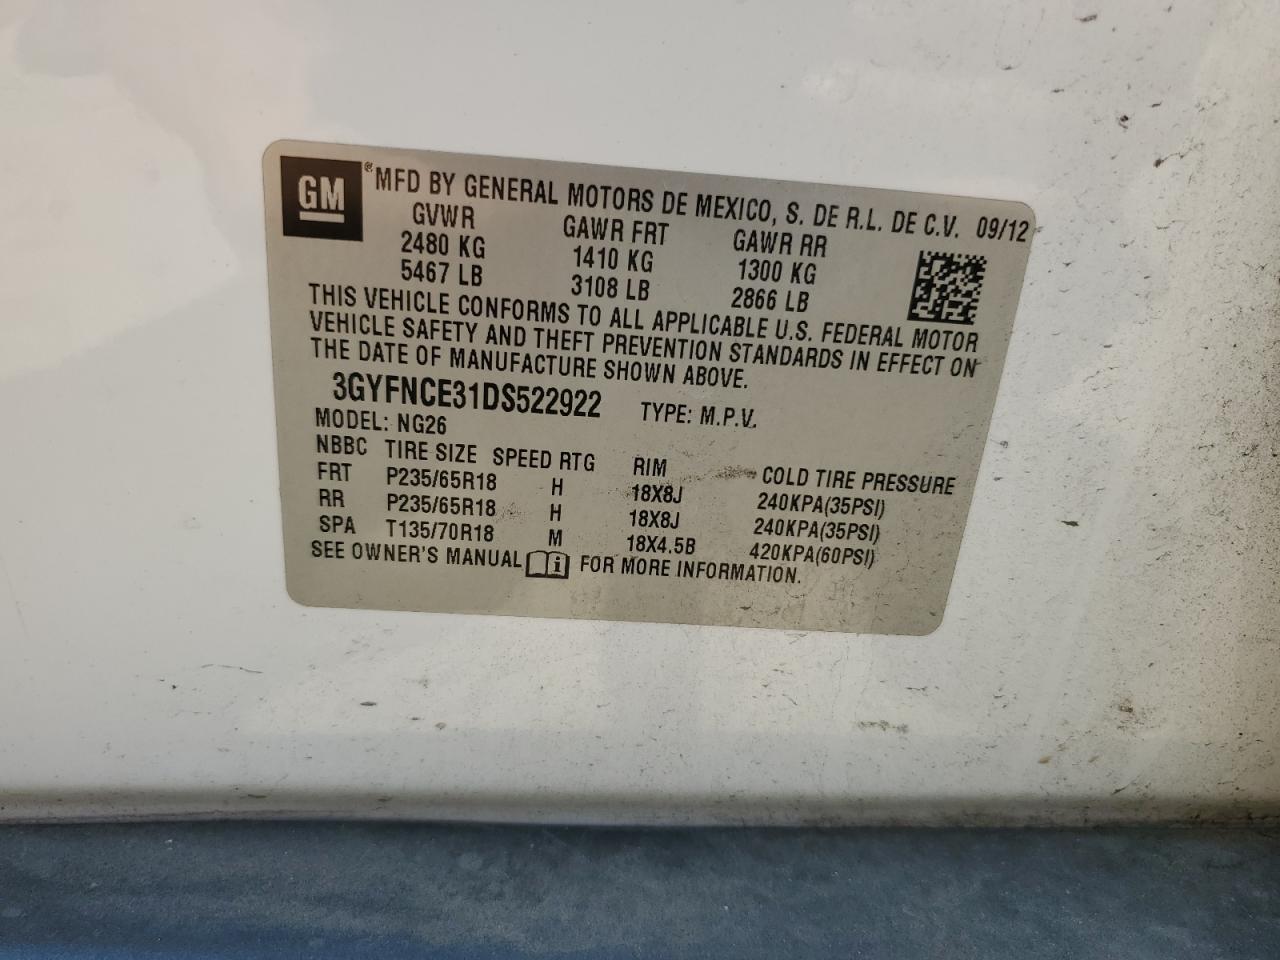 GM ® MFD BY GENERAL MOTORS DE MEXICO, S. DE R.L. DE C.V. 09/12
GVWR GAWR FRT GAWR RR
2480 KG 1410 KG 1300 KG
5467 LB 3108 LB 2866 LB
THIS VEHICLE CONFORMS TO ALL APPLICABLE U.S. FEDERAL MOTOR
VEHICLE SAFETY AND THEFT PREVENTION STANDARDS IN EFFECT ON
THE DATE OF MANUFACTURE SHOWN ABOVE.
3GYFNCE31DS522922 TYPE: M.P.V.
MODEL: NG26
NBBC TIRE SIZE SPEED RTG RIM COLD TIRE PRESSURE
FRT P235/65R18 H 18X8J 240KPA(35PSI)
RR P235/65R18 H 18X8J 240KPA(35PSI)
SPA T135/70R18 M 18X4.5B 420KPA(60PSI)
SEE OWNER'S MANUAL i FOR MORE INFORMATION.